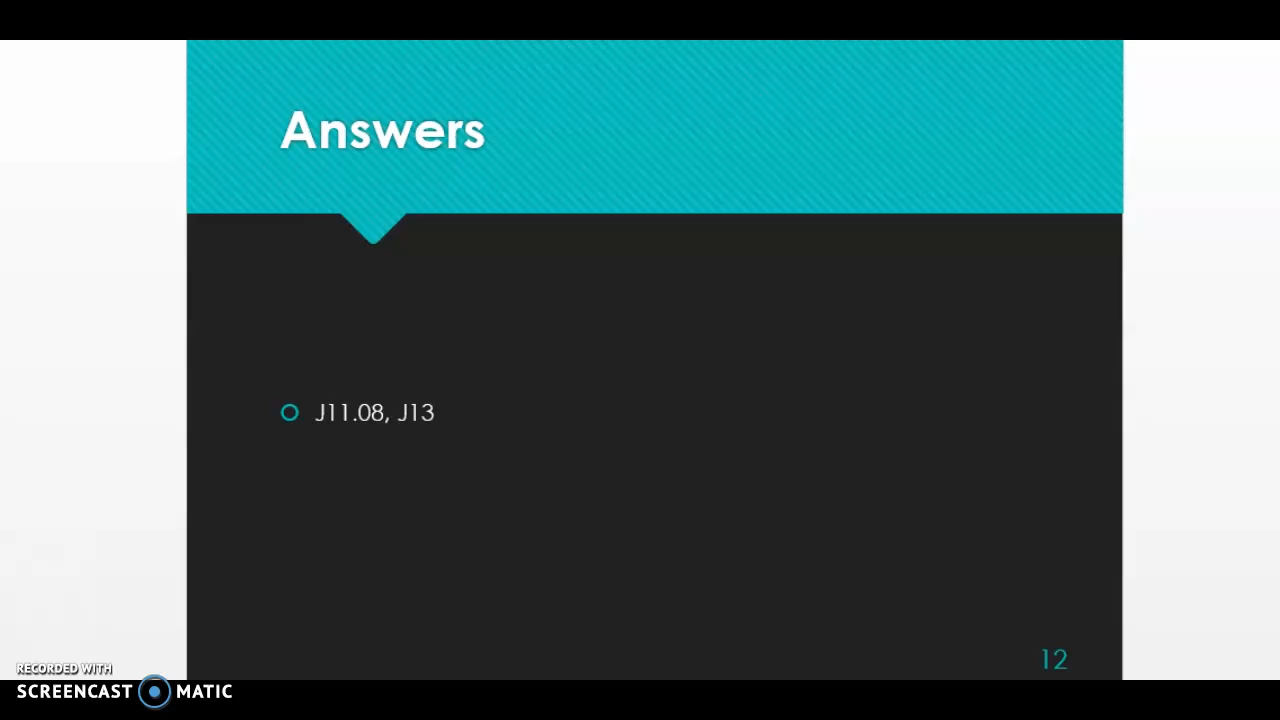 Answers
J11.08, J13
12
RECORDED WITH
SCREENCAST MATIC